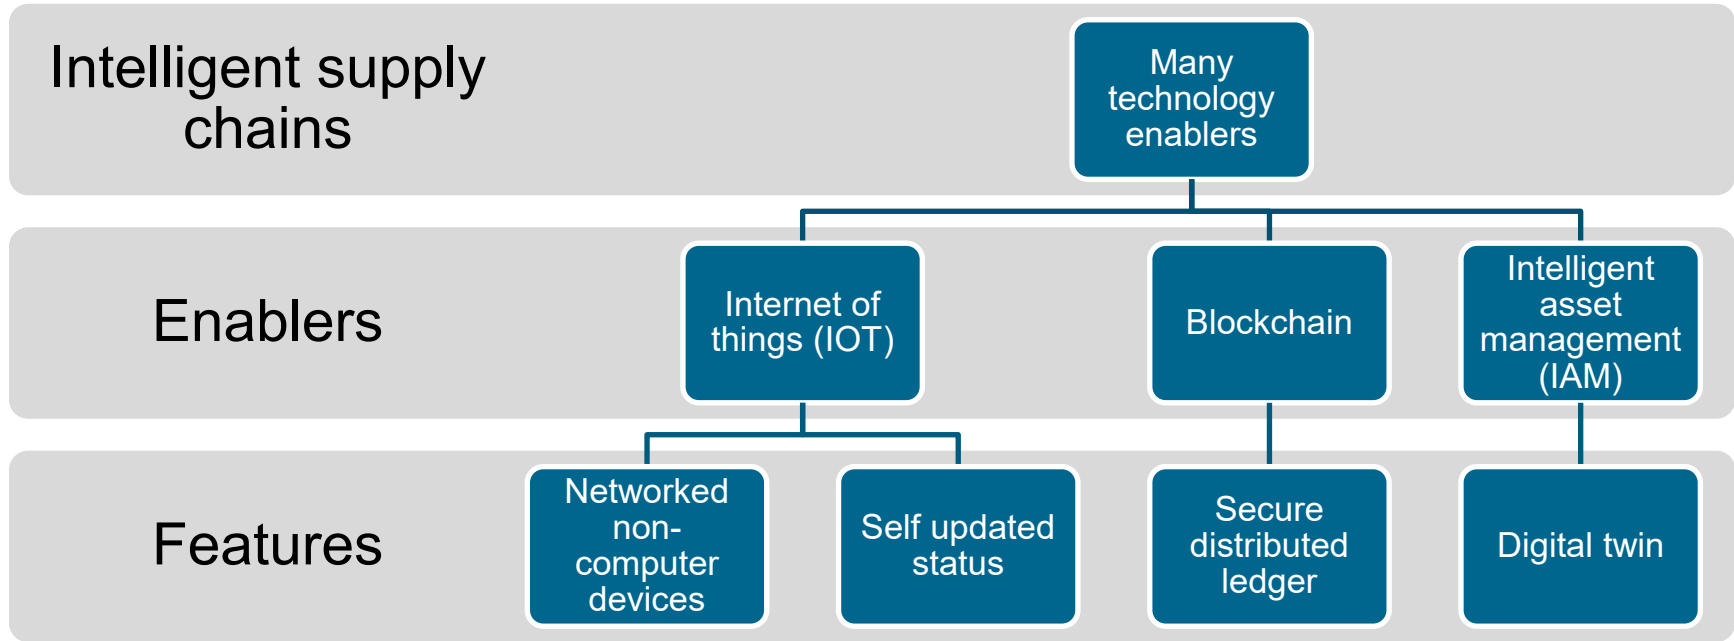 Intelligent supply
chains
Many
technology
enablers
Enablers
Internet of
things (IOT)
Blockchain
Intelligent
asset
management
(IAM)
Features
Networked
non-
computer
devices
Self updated
status
Secure
distributed
ledger
Digital twin